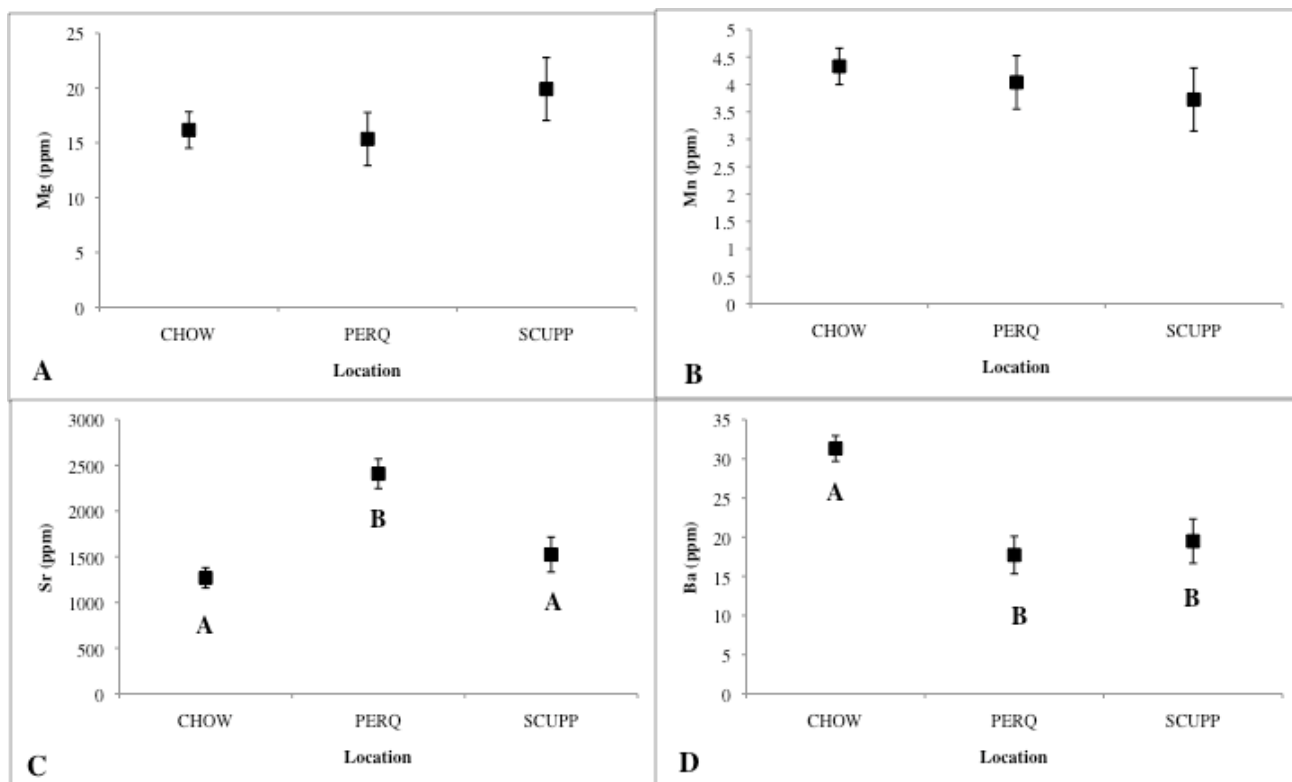 25
20
15
10
5
0
Mg (ppm)
CHOW PERQ SCUPP
Location
A
5
4.5
4
3.5
3
2.5
2
1.5
1
0.5
0
Mn (ppm)
CHOW PERQ SCUPP
Location
B
3000
2500
2000
1500
1000
500
0
Sr (ppm)
A
B
A
CHOW PERQ SCUPP
Location
C
35
30
25
20
15
10
5
0
Ba (ppm)
A
B
B
CHOW PERQ SCUPP
Location
D